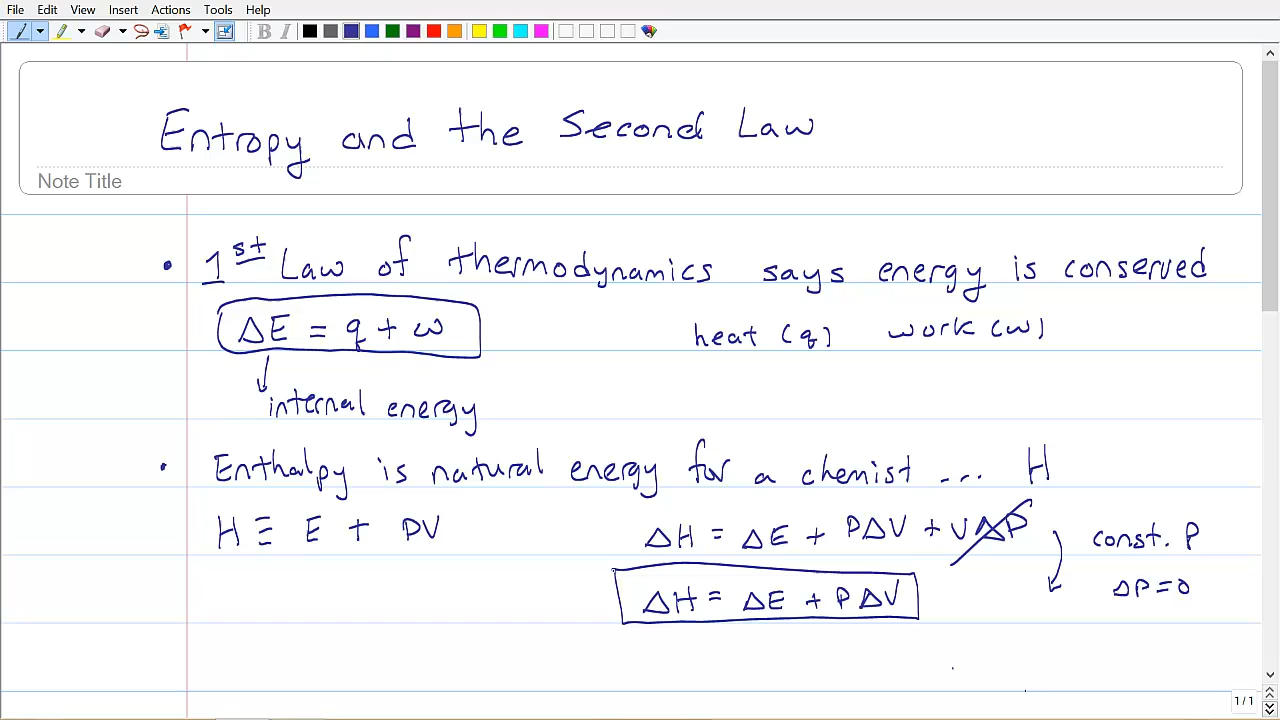 File Edit View Insert Actions Tools Help
B I
Entropy and the Second Law
Note Title
• 1st Law of thermodynamics says energy is conserved
ΔE = q + w heat (q) work (w)
internal energy
• Enthalpy is natural energy for a chemist ... H
H ≡ E + PV ΔH = ΔE + PΔV + VΔP const. P
ΔH = ΔE + PΔV ΔP = 0
1/1